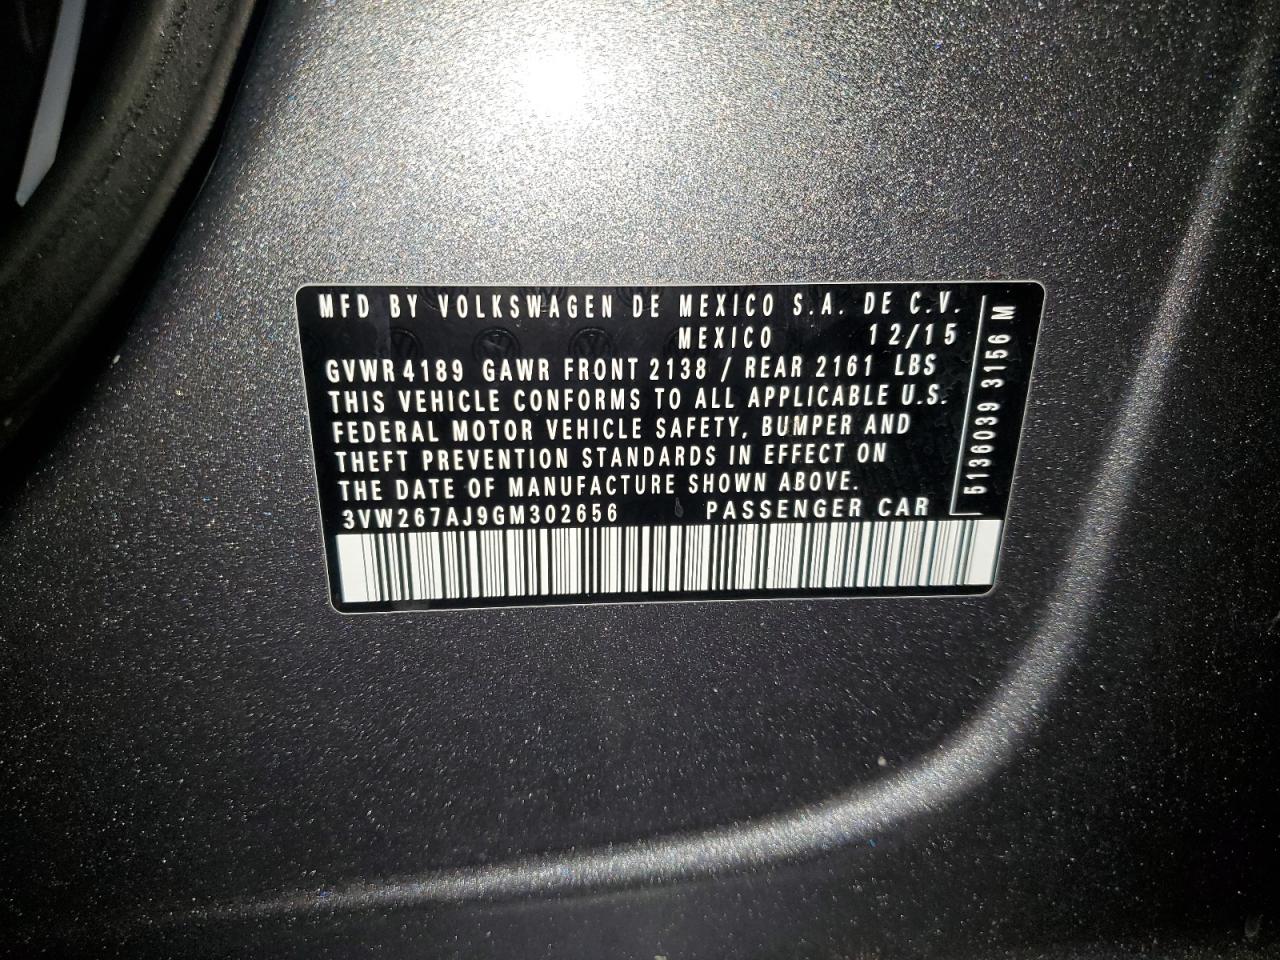 MFD BY VOLKSWAGEN DE MEXICO S.A. DE C.V.
MEXICO 12/15
GVWR 4189 GAWR FRONT 2138 / REAR 2161 LBS
THIS VEHICLE CONFORMS TO ALL APPLICABLE U.S.
FEDERAL MOTOR VEHICLE SAFETY, BUMPER AND
THEFT PREVENTION STANDARDS IN EFFECT ON
THE DATE OF MANUFACTURE SHOWN ABOVE.
3VW267AJ9GM302656 PASSENGER CAR
5136039 3156 M